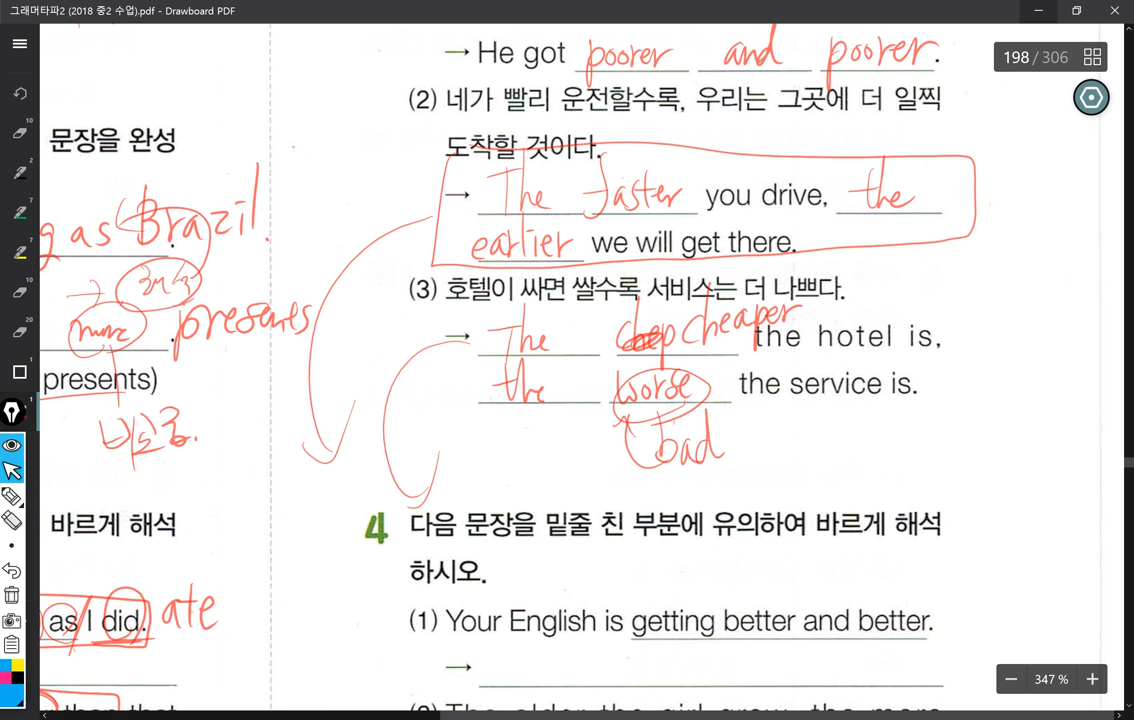 그래머타파2 (2018 중2 수업).pdf - Drawboard PDF
198 / 306
문장을 완성
g as Brazil.
more presents
.
presents)
비교급.
바르게 해석
as I did. ate
→ He got poorer and poorer.
(2) 네가 빨리 운전할수록, 우리는 그곳에 더 일찍
도착할 것이다.
→ The faster you drive, the
earlier we will get there.
(3) 호텔이 싸면 쌀수록 서비스는 더 나쁘다.
→ The cheaper the hotel is,
the worse the service is.
bad
4 다음 문장을 밑줄 친 부분에 유의하여 바르게 해석
하시오.
(1) Your English is getting better and better.
→
347 %